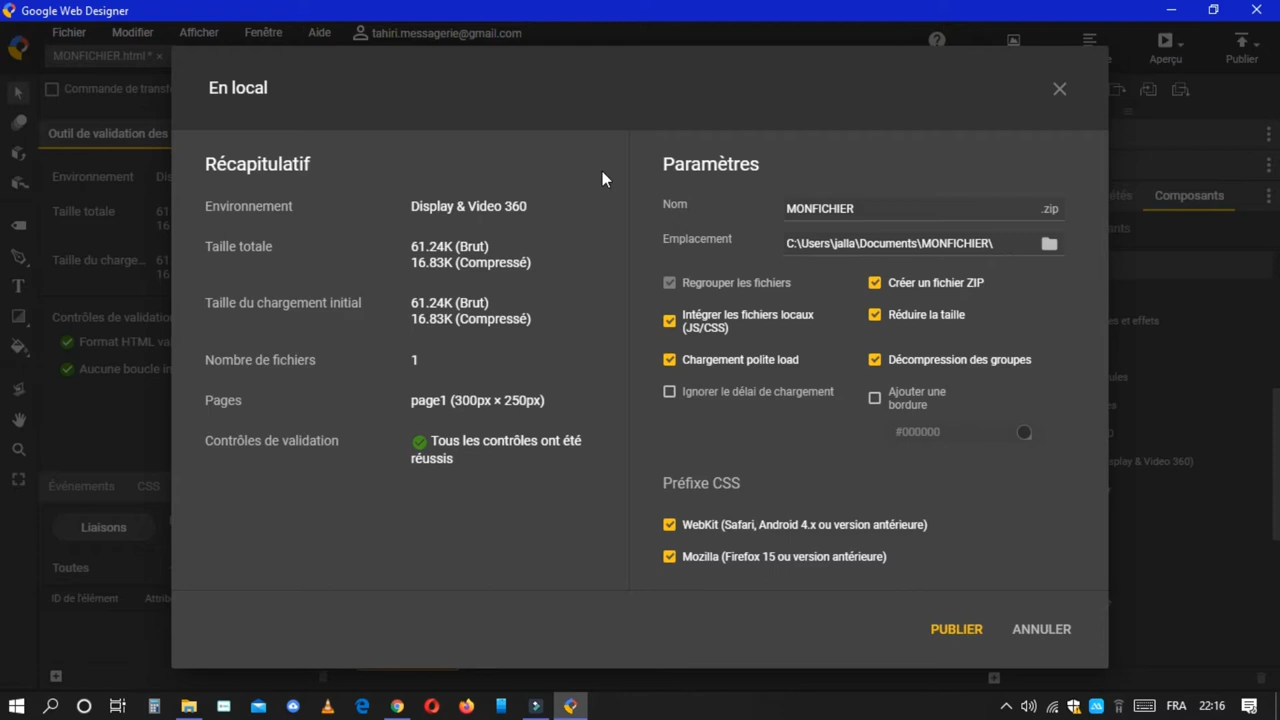 Google Web Designer
Fichier Modifier Afficher Fenêtre Aide tahiri.messagerie@gmail.com
MONFICHIER.html *
Aperçu
Publier
Commande de transf
En local
Outil de validation des
Récapitulatif
Paramètres
Environnement
Environnement Display & Video 360
Nom MONFICHIER .zip
Composants
Taille totale 61
Taille totale 61.24K (Brut)
16.83K (Compressé)
Emplacement C:\Users\jalla\Documents\MONFICHIER\
Taille du charge... 61
Taille du chargement initial 61.24K (Brut)
16.83K (Compressé)
Regrouper les fichiers Créer un fichier ZIP
Intégrer les fichiers locaux
(JS/CSS)
Réduire la taille
Contrôles de validation
Format HTML va
Aucune boucle in
Nombre de fichiers 1
Chargement polite load Décompression des groupes
Ignorer le délai de chargement Ajouter une
bordure
#000000
Pages page1 (300px × 250px)
Contrôles de validation Tous les contrôles ont été
réussis
Préfixe CSS
WebKit (Safari, Android 4.x ou version antérieure)
Mozilla (Firefox 15 ou version antérieure)
Événements CSS
Liaisons
Toutes
ID de l'élément Attrib
PUBLIER ANNULER
FRA 22:16